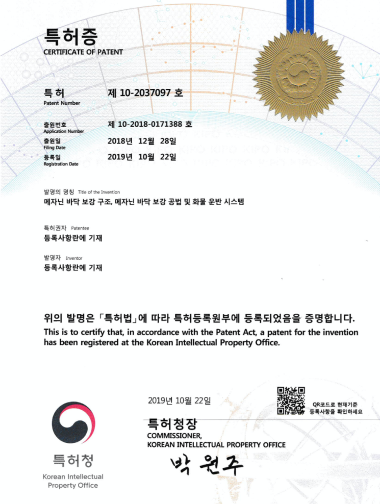 특허증
CERTIFICATE OF PATENT
특 허 제 10-2037097 호
Patent Number
출원번호 제 10-2018-0171388 호
Application Number
출원일 2018년 12월 28일
Filing Date
등록일 2019년 10월 22일
Registration Date
발명의 명칭 Title of the Invention
메자닌 바닥 보강 구조, 메자닌 바닥 보강 공법 및 화물 운반 시스템
특허권자 Patentee
등록사항란에 기재
발명자 Inventor
등록사항란에 기재
위의 발명은 「특허법」에 따라 특허등록원부에 등록되었음을 증명합니다.
This is to certify that, in accordance with the Patent Act, a patent for the invention
has been registered at the Korean Intellectual Property Office.
2019년 10월 22일
QR코드로 현재기준
등록사항을 확인하세요
특허청장
COMMISSIONER,
KOREAN INTELLECTUAL PROPERTY OFFICE
박원주
특허청
Korean Intellectual
Property Office